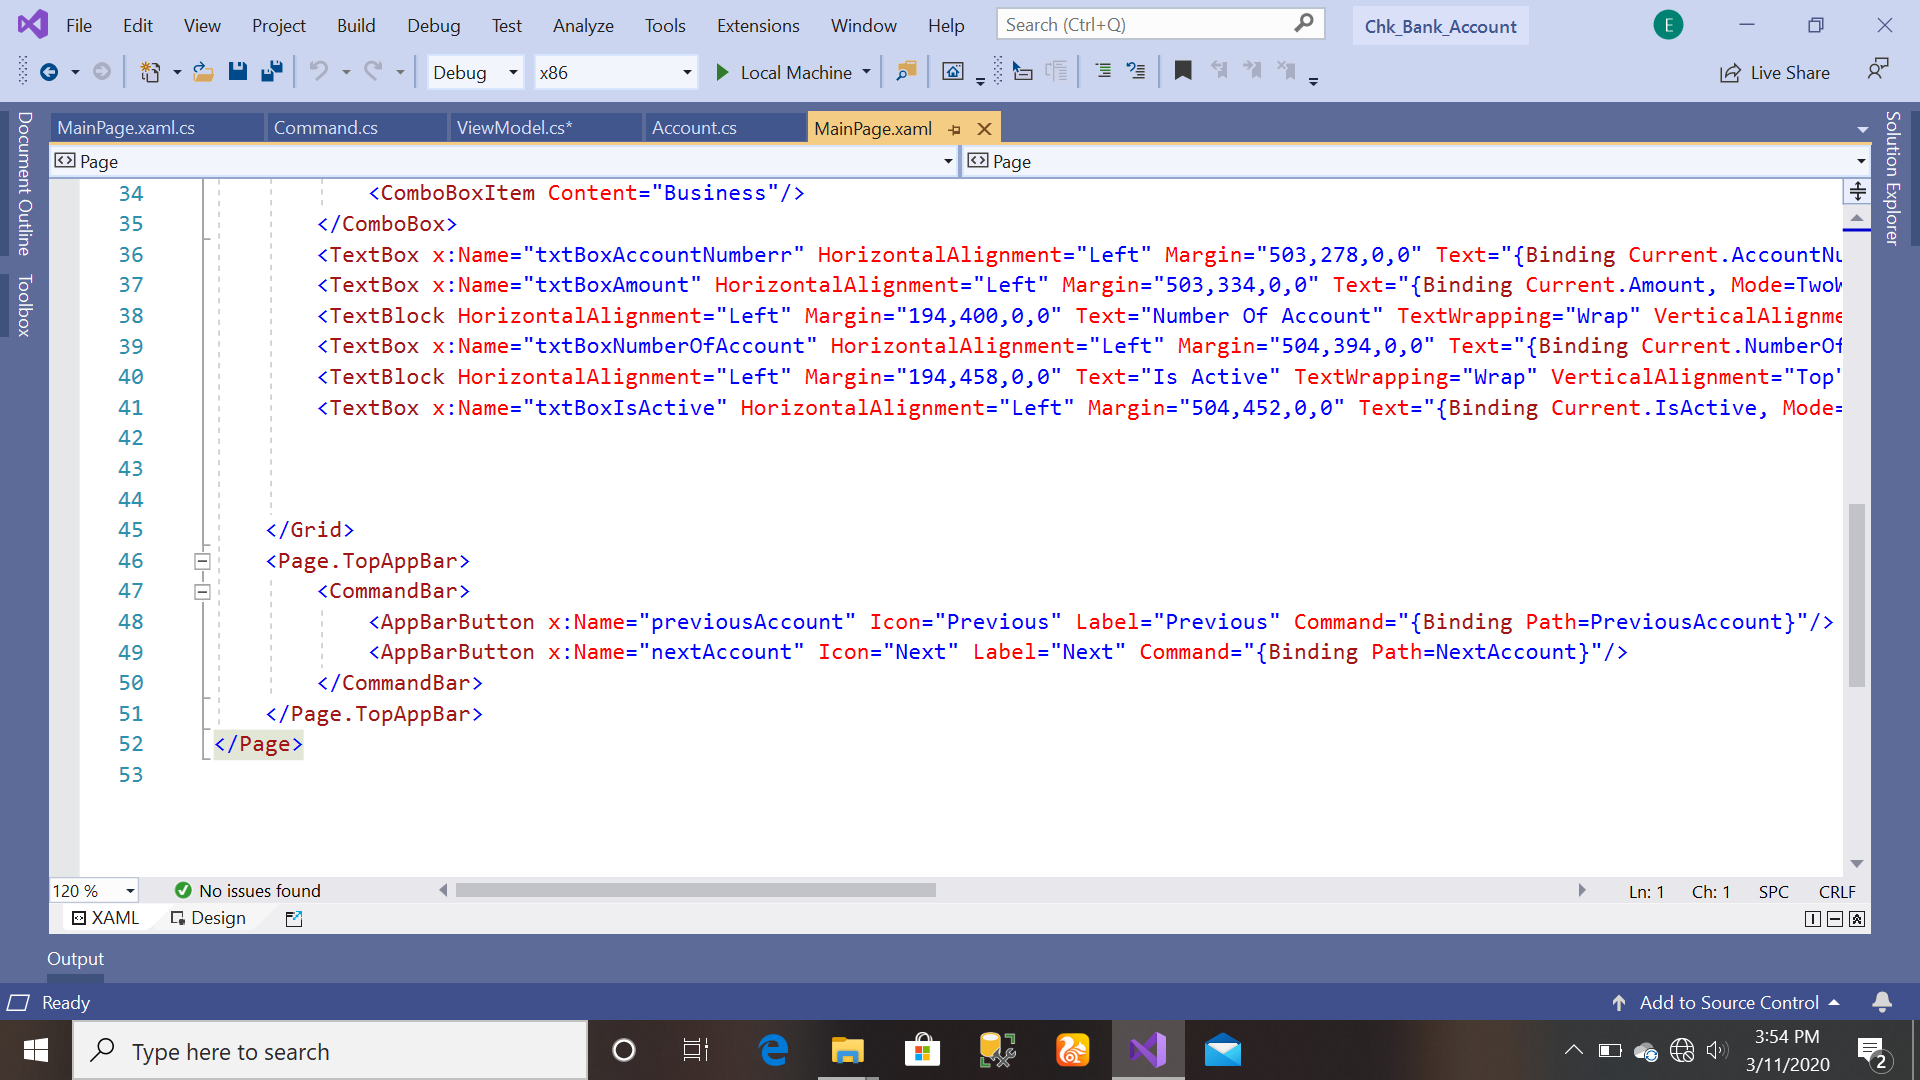 File Edit View Project Build Debug Test Analyze Tools Extensions Window Help Search (Ctrl+Q) Chk_Bank_Account E
Debug x86 Local Machine Live Share
MainPage.xaml.cs Command.cs ViewModel.cs* Account.cs MainPage.xaml
Page Page
Document Outline
Toolbox
Solution Explorer
34 <ComboBoxItem Content="Business"/>
35 </ComboBox>
36 <TextBox x:Name="txtBoxAccountNumberr" HorizontalAlignment="Left" Margin="503,278,0,0" Text="{Binding Current.AccountNu
37 <TextBox x:Name="txtBoxAmount" HorizontalAlignment="Left" Margin="503,334,0,0" Text="{Binding Current.Amount, Mode=TwoW
38 <TextBlock HorizontalAlignment="Left" Margin="194,400,0,0" Text="Number Of Account" TextWrapping="Wrap" VerticalAlignme
39 <TextBox x:Name="txtBoxNumberOfAccount" HorizontalAlignment="Left" Margin="504,394,0,0" Text="{Binding Current.NumberOf
40 <TextBlock HorizontalAlignment="Left" Margin="194,458,0,0" Text="Is Active" TextWrapping="Wrap" VerticalAlignment="Top"
41 <TextBox x:Name="txtBoxIsActive" HorizontalAlignment="Left" Margin="504,452,0,0" Text="{Binding Current.IsActive, Mode=
42
43
44
45 </Grid>
46 <Page.TopAppBar>
47 <CommandBar>
48 <AppBarButton x:Name="previousAccount" Icon="Previous" Label="Previous" Command="{Binding Path=PreviousAccount}"/>
49 <AppBarButton x:Name="nextAccount" Icon="Next" Label="Next" Command="{Binding Path=NextAccount}"/>
50 </CommandBar>
51 </Page.TopAppBar>
52 </Page>
53
120 % No issues found Ln: 1 Ch: 1 SPC CRLF
XAML Design
Output
Ready Add to Source Control
Type here to search 3:54 PM
3/11/2020 2